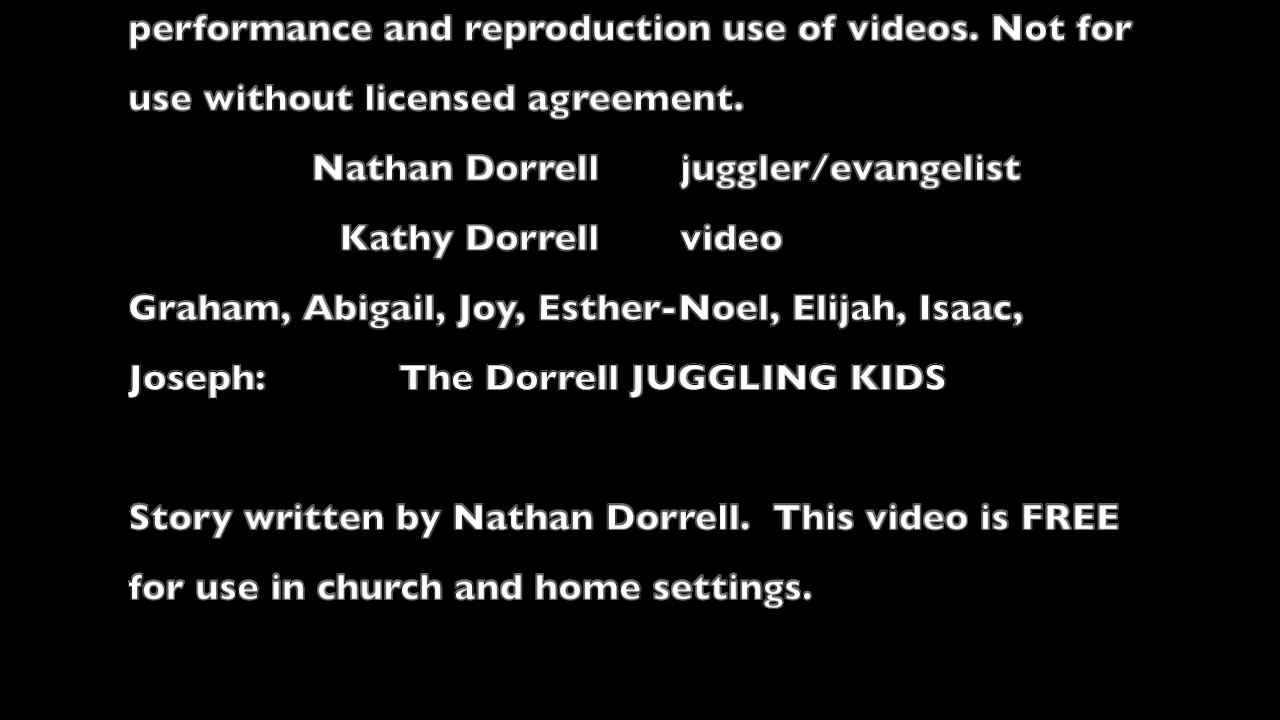 performance and reproduction use of videos. Not for
use without licensed agreement.
Nathan Dorrell juggler/evangelist
Kathy Dorrell video
Graham, Abigail, Joy, Esther-Noel, Elijah, Isaac,
Joseph: The Dorrell JUGGLING KIDS
Story written by Nathan Dorrell. This video is FREE
for use in church and home settings.